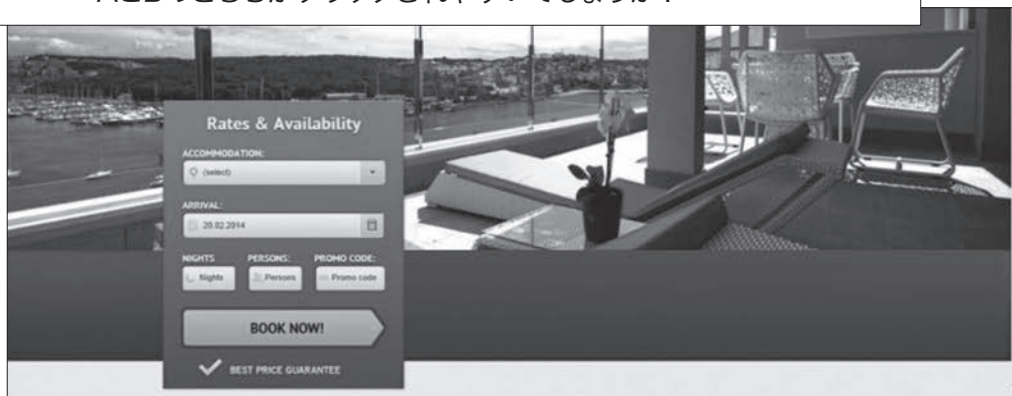 Rates & Availability
ACCOMMODATION:
(select)
ARRIVAL:
20.02.2014
NIGHTS PERSONS: PROMO CODE:
Nights Persons Promo code
BOOK NOW!
BEST PRICE GUARANTEE